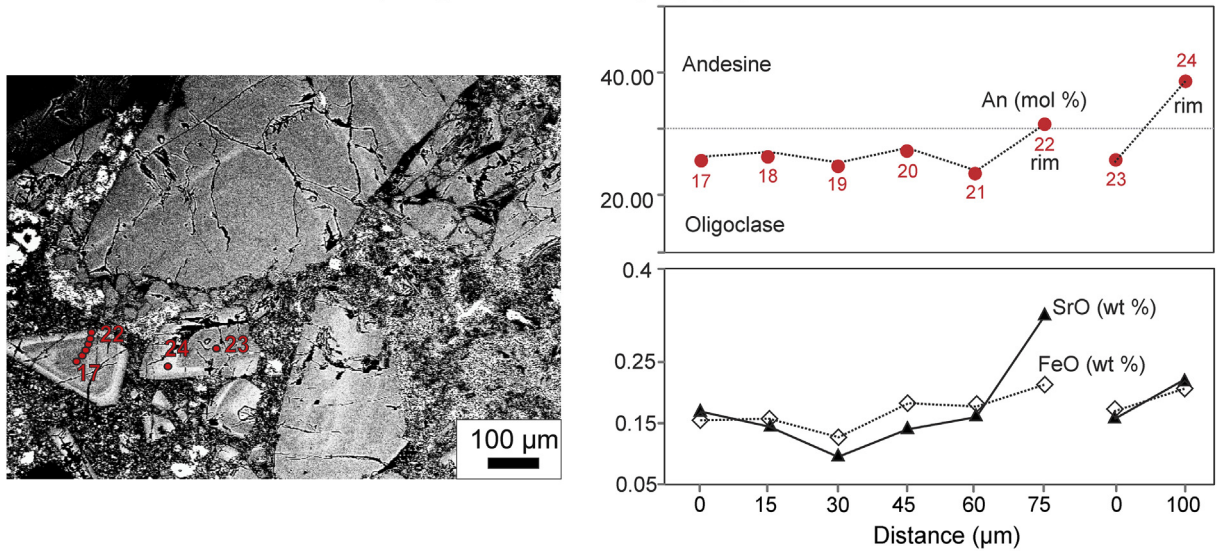 22
24
23
17
100 µm
40.00
20.00
Andesine
Oligoclase
An (mol %)
17
18
19
20
21
22
rim
23
24
rim
0.4
0.25
0.15
0.05
SrO (wt %)
FeO (wt %)
0
15
30
45
60
75
0
100
Distance (µm)